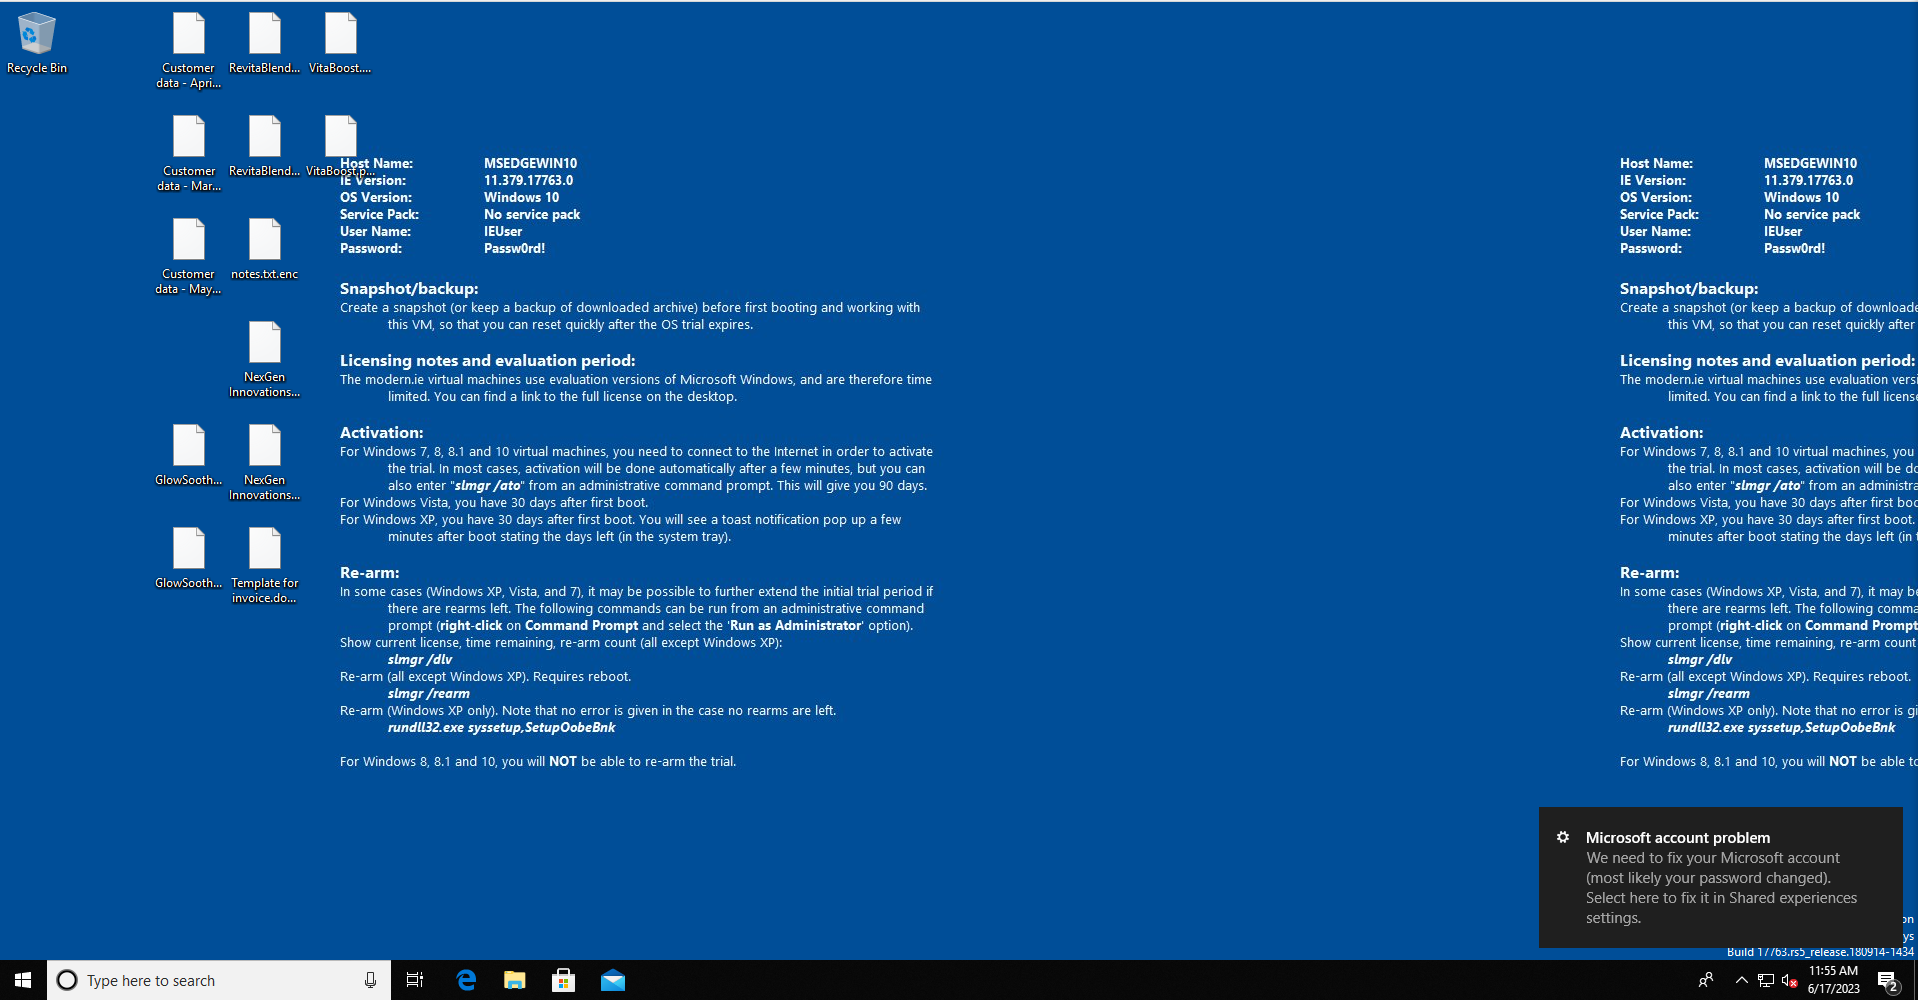 Recycle Bin
Customer
data - Apri...
RevitaBlend...
VitaBoost....
Customer
data - Mar...
RevitaBlend...
VitaBoost.p...
Customer
data - May...
notes.txt.enc
NexGen
Innovations...
GlowSooth...
NexGen
Innovations...
GlowSooth...
Template for
invoice.do...
Host Name: MSEDGEWIN10
IE Version: 11.379.17763.0
OS Version: Windows 10
Service Pack: No service pack
User Name: IEUser
Password: Passw0rd!
Snapshot/backup:
Create a snapshot (or keep a backup of downloaded archive) before first booting and working with
this VM, so that you can reset quickly after the OS trial expires.
Licensing notes and evaluation period:
The modern.ie virtual machines use evaluation versions of Microsoft Windows, and are therefore time
limited. You can find a link to the full license on the desktop.
Activation:
For Windows 7, 8, 8.1 and 10 virtual machines, you need to connect to the Internet in order to activate
the trial. In most cases, activation will be done automatically after a few minutes, but you can
also enter "slmgr /ato" from an administrative command prompt. This will give you 90 days.
For Windows Vista, you have 30 days after first boot.
For Windows XP, you have 30 days after first boot. You will see a toast notification pop up a few
minutes after boot stating the days left (in the system tray).
Re-arm:
In some cases (Windows XP, Vista, and 7), it may be possible to further extend the initial trial period if
there are rearms left. The following commands can be run from an administrative command
prompt (right-click on Command Prompt and select the 'Run as Administrator' option).
Show current license, time remaining, re-arm count (all except Windows XP):
slmgr /dlv
Re-arm (all except Windows XP). Requires reboot.
slmgr /rearm
Re-arm (Windows XP only). Note that no error is given in the case no rearms are left.
rundll32.exe syssetup,SetupOobeBnk
For Windows 8, 8.1 and 10, you will NOT be able to re-arm the trial.
Host Name: MSEDGEWIN10
IE Version: 11.379.17763.0
OS Version: Windows 10
Service Pack: No service pack
User Name: IEUser
Password: Passw0rd!
Snapshot/backup:
Create a snapshot (or keep a backup of downloade
this VM, so that you can reset quickly after
Licensing notes and evaluation period:
The modern.ie virtual machines use evaluation versi
limited. You can find a link to the full license
Activation:
For Windows 7, 8, 8.1 and 10 virtual machines, you
the trial. In most cases, activation will be do
also enter "slmgr /ato" from an administra
For Windows Vista, you have 30 days after first boo
For Windows XP, you have 30 days after first boot.
minutes after boot stating the days left (in t
Re-arm:
In some cases (Windows XP, Vista, and 7), it may be
there are rearms left. The following comma
prompt (right-click on Command Prompt
Show current license, time remaining, re-arm count
slmgr /dlv
Re-arm (all except Windows XP). Requires reboot.
slmgr /rearm
Re-arm (Windows XP only). Note that no error is gi
rundll32.exe syssetup,SetupOobeBnk
For Windows 8, 8.1 and 10, you will NOT be able to
Microsoft account problem
We need to fix your Microsoft account
(most likely your password changed).
Select here to fix it in Shared experiences
settings.
on
ys
Build 17763.rs5_release.180914-1434
Type here to search
11:55 AM
6/17/2023
2